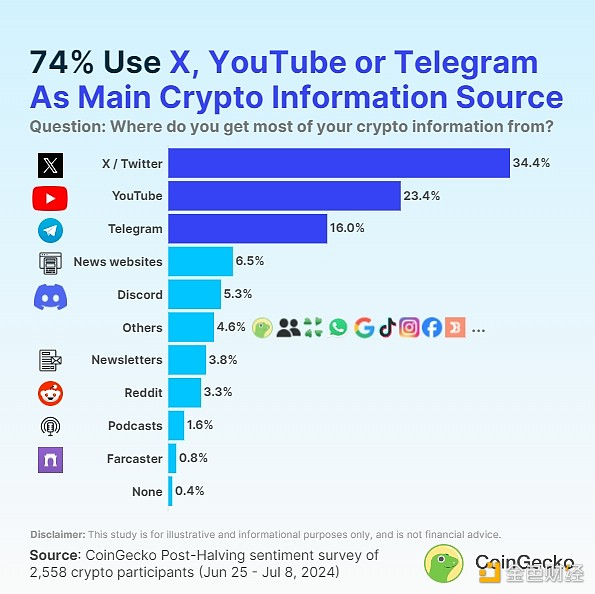 74% Use X, YouTube or Telegram
As Main Crypto Information Source
Question: Where do you get most of your crypto information from?
X / Twitter 34.4%
YouTube 23.4%
Telegram 16.0%
News websites 6.5%
Discord 5.3%
Others 4.6% ...
Newsletters 3.8%
Reddit 3.3%
Podcasts 1.6%
Farcaster 0.8%
None 0.4%
Disclaimer: This study is for illustrative and informational purposes only, and is not financial advice.
Source: CoinGecko Post-Halving sentiment survey of
2,558 crypto participants (Jun 25 - Jul 8, 2024)
CoinGecko
金色财经